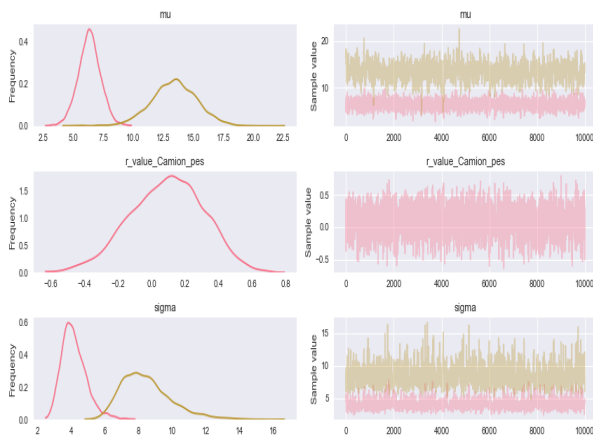 mu
Frequency
0.4
0.2
0.0
2.5 5.0 7.5 10.0 12.5 15.0 17.5 20.0 22.5
mu
Sample value
20
10
0 2000 4000 6000 8000 10000
r_value_Camion_pes
Frequency
1.5
1.0
0.5
0.0
−0.6 −0.4 −0.2 0.0 0.2 0.4 0.6 0.8
r_value_Camion_pes
Sample value
0.5
0.0
−0.5
0 2000 4000 6000 8000 10000
sigma
Frequency
0.6
0.4
0.2
0.0
2 4 6 8 10 12 14 16
sigma
Sample value
15
10
5
0 2000 4000 6000 8000 10000